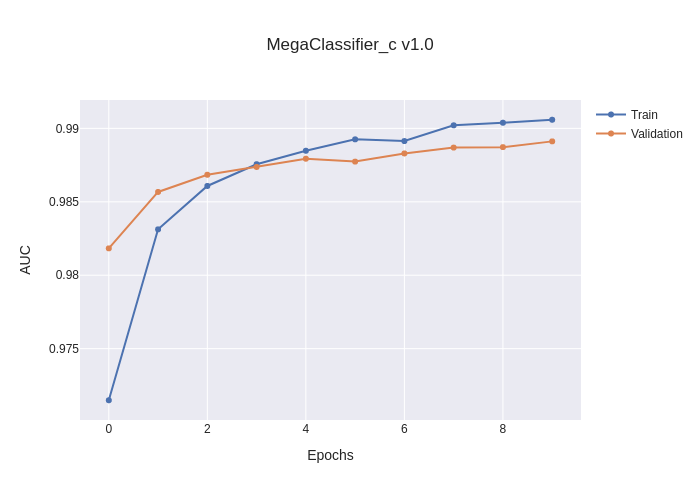 MegaClassifier_c v1.0
Train
Validation
0.99
0.985
0.98
0.975
AUC
0 2 4 6 8
Epochs